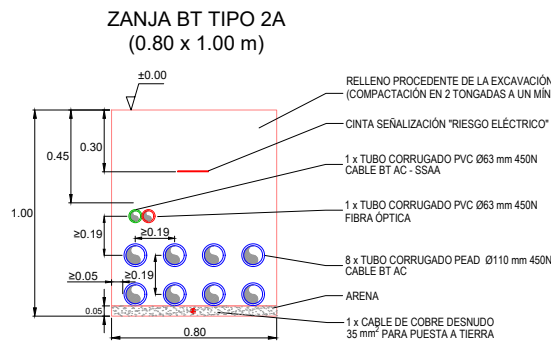 ZANJA BT TIPO 2A
(0.80 x 1.00 m)
±0.00
RELLENO PROCEDENTE DE LA EXCAVACIÓN
(COMPACTACIÓN EN 2 TONGADAS A UN MÍN
CINTA SEÑALIZACIÓN "RIESGO ELÉCTRICO"
0.30
0.45
1 x TUBO CORRUGADO PVC Ø63 mm 450N
CABLE BT AC - SSAA
1.00
1 x TUBO CORRUGADO PVC Ø63 mm 450N
FIBRA ÓPTICA
≥0.19
≥0.19
8 x TUBO CORRUGADO PEAD Ø110 mm 450N
CABLE BT AC
≥0.05
≥0.19
ARENA
0.05
1 x CABLE DE COBRE DESNUDO
35 mm² PARA PUESTA A TIERRA
0.80